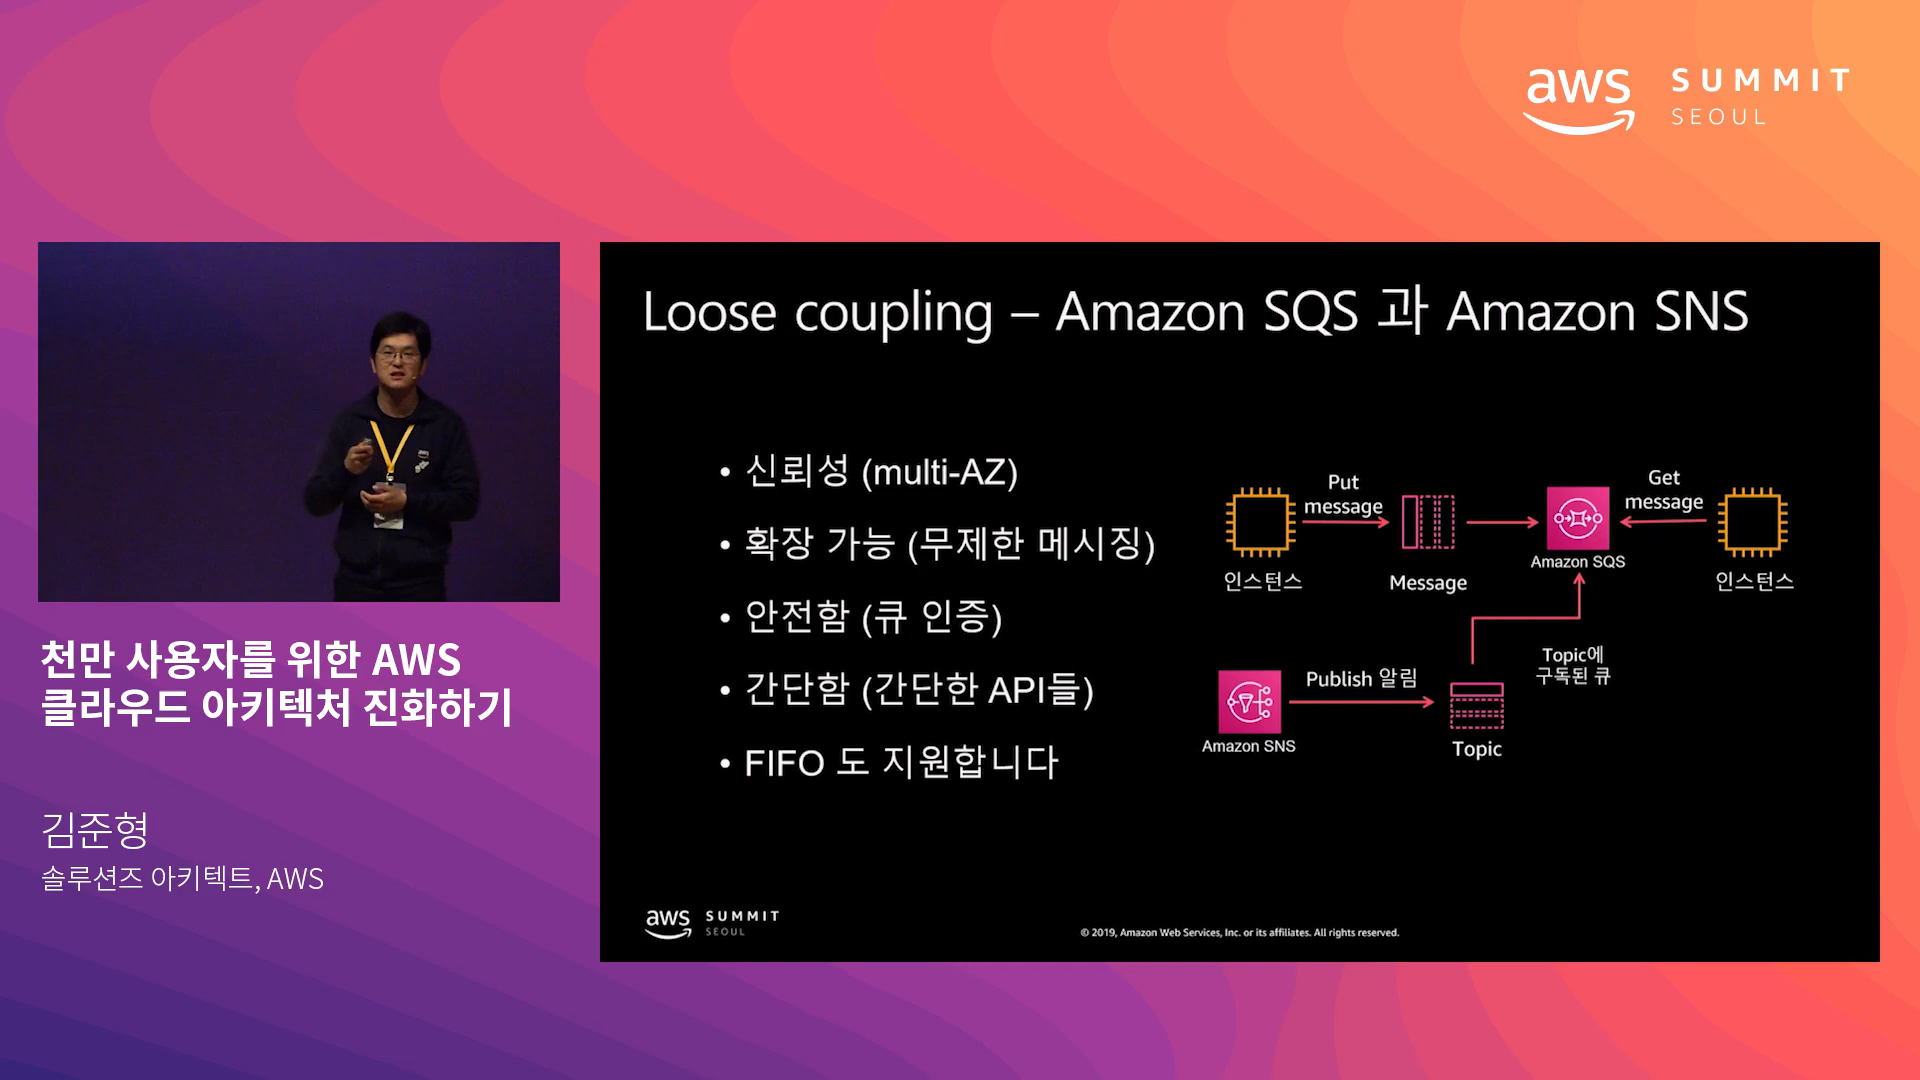 aws SUMMIT
SEOUL
Loose coupling – Amazon SQS 과 Amazon SNS
• 신뢰성 (multi-AZ)
• 확장 가능 (무제한 메시징)
• 안전함 (큐 인증)
• 간단함 (간단한 API들)
• FIFO 도 지원합니다
Put
message
Get
message
인스턴스
Message
Amazon SQS
인스턴스
Publish 알림
Topic에
구독된 큐
Amazon SNS
Topic
aws SUMMIT
SEOUL
© 2019, Amazon Web Services, Inc. or its affiliates. All rights reserved.
천만 사용자를 위한 AWS
클라우드 아키텍처 진화하기
김준형
솔루션즈 아키텍트, AWS